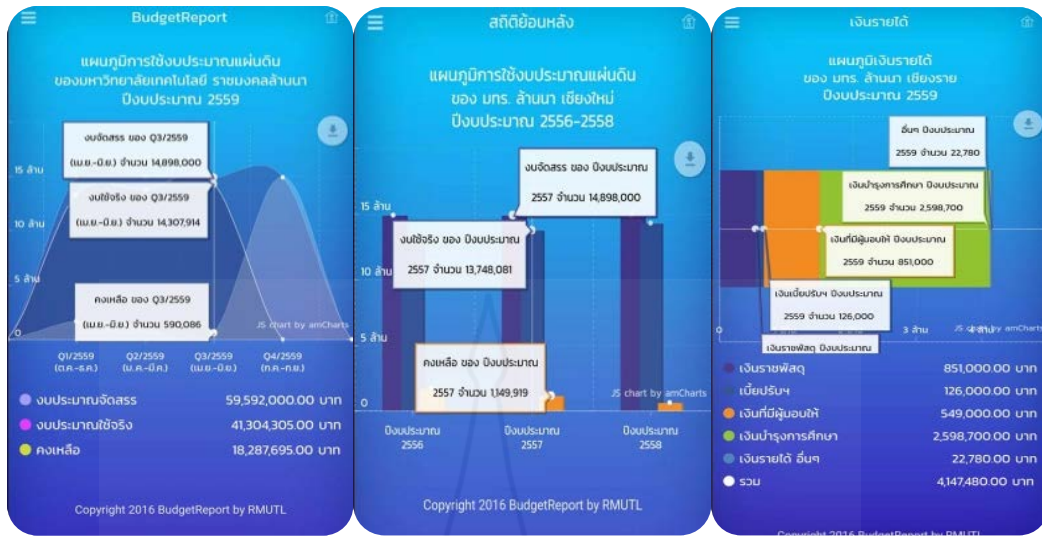 BudgetReport
แผนภูมิการใช้งบประมาณแผ่นดิน
ของมหาวิทยาลัยเทคโนโลยี ราชมงคลล้านนา
ปีงบประมาณ 2559
งบจัดสรร ของ Q3/2559
(เม.ย.-มิ.ย.) จำนวน 14,898,000
15 ล้าน
งบใช้จริง ของ Q3/2559
(เม.ย.-มิ.ย.) จำนวน 14,307,914
10 ล้าน
5 ล้าน
คงเหลือ ของ Q3/2559
(เม.ย.-มิ.ย.) จำนวน 590,086
0
JS chart by amCharts
Q1/2559 Q2/2559 Q3/2559 Q4/2559
(ต.ค.-ธ.ค.) (ม.ค.-มี.ค.) (เม.ย.-มิ.ย.) (ก.ค.-ก.ย.)
งบประมาณจัดสรร 59,592,000.00 บาท
งบประมาณใช้จริง 41,304,305.00 บาท
คงเหลือ 18,287,695.00 บาท
Copyright 2016 BudgetReport by RMUTL
สถิติย้อนหลัง
แผนภูมิการใช้งบประมาณแผ่นดิน
ของ มทร. ล้านนา เชียงใหม่
ปีงบประมาณ 2556-2558
งบจัดสรร ของ ปีงบประมาณ
2557 จำนวน 14,898,000
15 ล้าน
งบใช้จริง ของ ปีงบประมาณ
2557 จำนวน 13,748,081
10 ล้าน
5 ล้าน
คงเหลือ ของ ปีงบประมาณ
2557 จำนวน 1,149,919
JS chart by amCharts
0
ปีงบประมาณ ปีงบประมาณ ปีงบประมาณ
2556 2557 2558
Copyright 2016 BudgetReport by RMUTL
เงินรายได้
แผนภูมิเงินรายได้
ของ มทร. ล้านนา เชียงราย
ปีงบประมาณ 2559
อื่นๆ ปีงบประมาณ
2559 จำนวน 22,780
เงินบำรุงการศึกษา ปีงบประมาณ
2559 จำนวน 2,598,700
เงินที่มีผู้มอบให้ ปีงบประมาณ
2559 จำนวน 851,000
เงินเบี้ยปรับฯ ปีงบประมาณ
2559 จำนวน 126,000
0 3 ล้าน 4 ล้าน
JS chart by amCharts
เงินราชพัสดุ ปีงบประมาณ
เงินราชพัสดุ 851,000.00 บาท
เบี้ยปรับฯ 126,000.00 บาท
เงินที่มีผู้มอบให้ 549,000.00 บาท
เงินบำรุงการศึกษา 2,598,700.00 บาท
เงินรายได้ อื่นๆ 22,780.00 บาท
รวม 4,147,480.00 บาท
Copyright 2016 BudgetReport by RMUTL